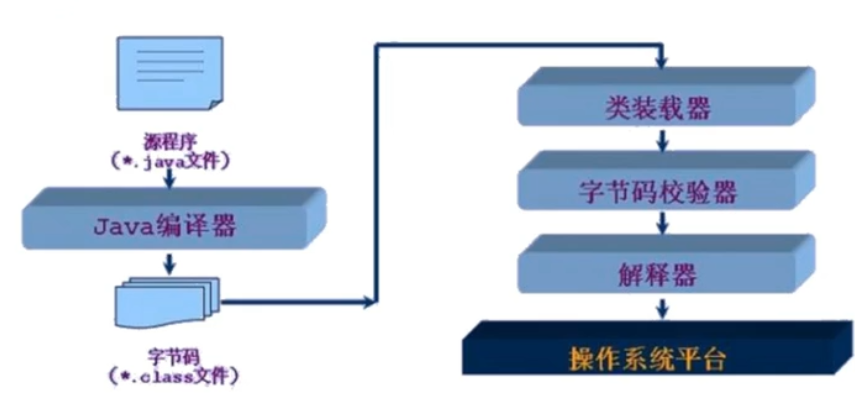 源程序
(*.java文件)
Java编译器
字节码
(*.class文件)
类装载器
字节码校验器
解释器
操作系统平台